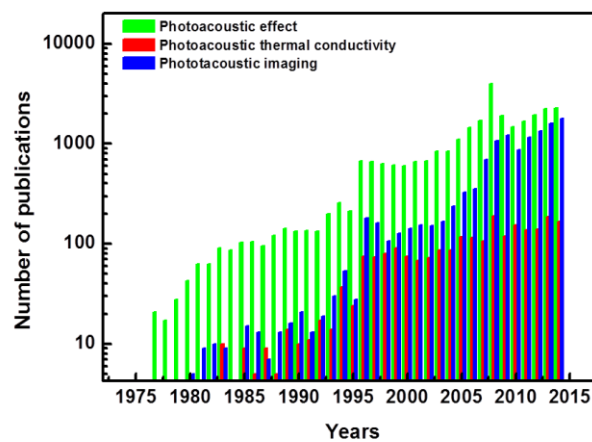 Photoacoustic effect
Photoacoustic thermal conductivity
Phototacoustic imaging
10000
1000
100
10
Number of publications
1975 1980 1985 1990 1995 2000 2005 2010 2015
Years